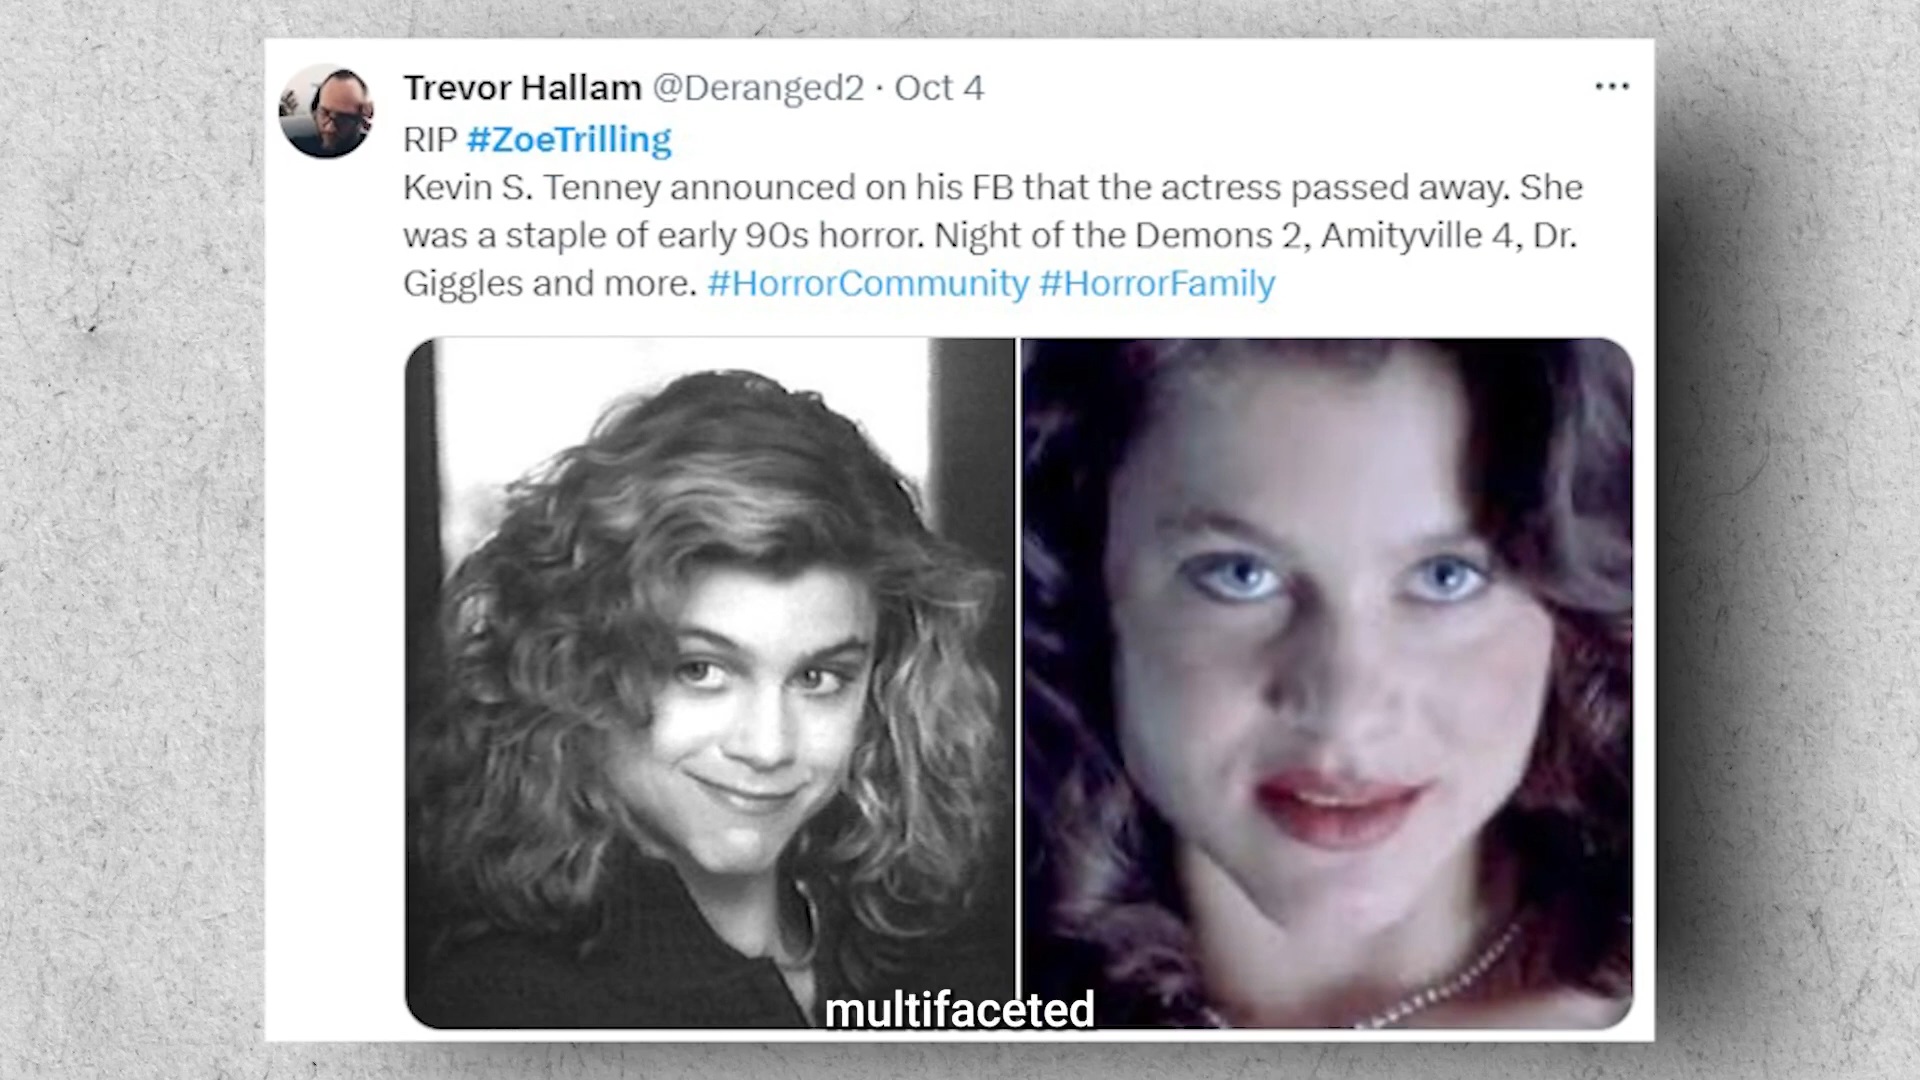 Trevor Hallam @Deranged2 · Oct 4
RIP #ZoeTrilling
Kevin S. Tenney announced on his FB that the actress passed away. She
was a staple of early 90s horror. Night of the Demons 2, Amityville 4, Dr.
Giggles and more. #HorrorCommunity #HorrorFamily
multifaceted